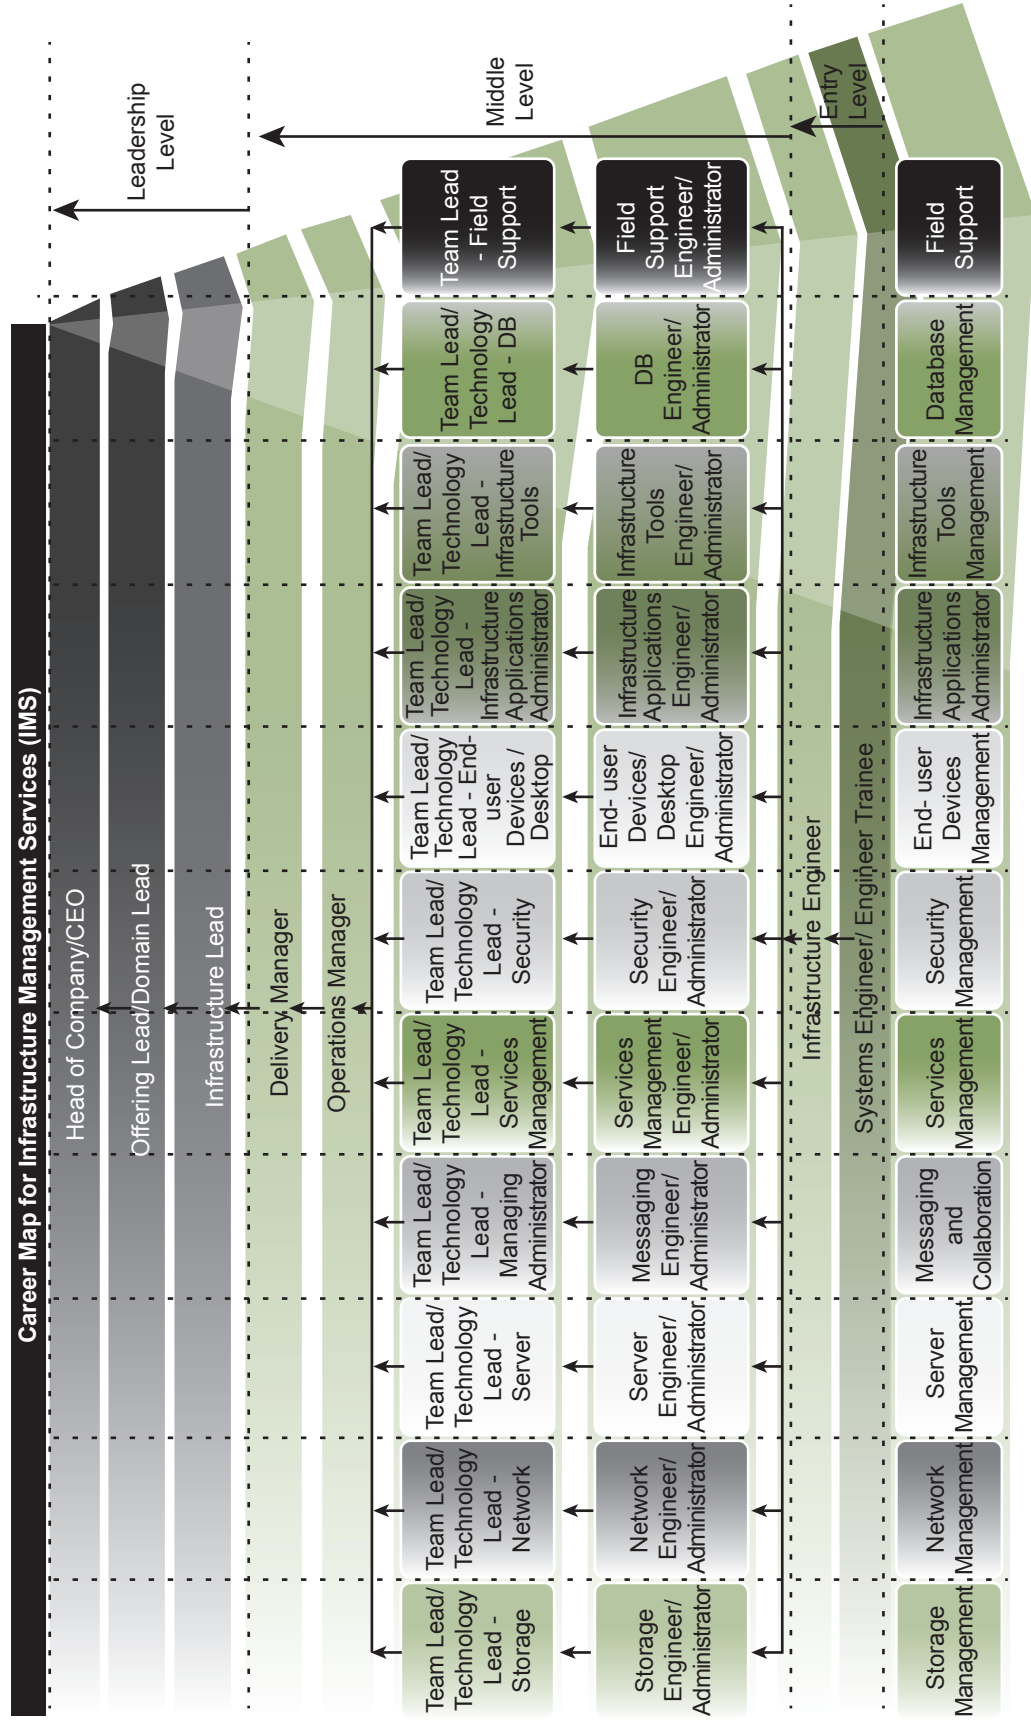 Career Map for Infrastructure Management Services (IMS)
Leadership
Level
Middle
Level
Entry
Level
Head of Company/CEO
Offering Lead/Domain Lead
Infrastructure Lead
Delivery Manager
Operations Manager
Team Lead/
Technology
Lead -
Storage
Team Lead/
Technology
Lead -
Network
Team Lead/
Technology
Lead -
Server
Team Lead/
Technology
Lead -
Managing
Administrator
Team Lead/
Technology
Lead -
Services
Management
Team Lead/
Technology
Lead -
Security
Team Lead/
Technology
Lead - End-
user
Devices /
Desktop
Team Lead/
Technology
Lead -
Infrastructure
Applications
Administrator
Team Lead/
Technology
Lead -
Infrastructure
Tools
Team Lead/
Technology
Lead - DB
Team Lead
- Field
Support
Storage
Engineer/
Administrator
Network
Engineer/
Administrator
Server
Engineer/
Administrator
Messaging
Engineer/
Administrator
Services
Management
Engineer/
Administrator
Security
Engineer/
Administrator
End- user
Devices/
Desktop
Engineer/
Administrator
Infrastructure
Applications
Engineer/
Administrator
Infrastructure
Tools
Engineer/
Administrator
DB
Engineer/
Administrator
Field
Support
Engineer/
Administrator
Infrastructure Engineer
Systems Engineer/ Engineer Trainee
Storage
Management
Network
Management
Server
Management
Messaging
and
Collaboration
Services
Management
Security
Management
End- user
Devices
Management
Infrastructure
Applications
Administrator
Infrastructure
Tools
Management
Database
Management
Field
Support